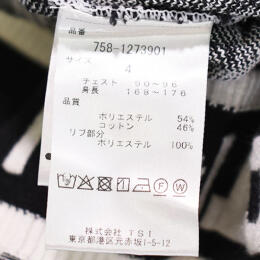 品番
758-1273901
サイズ
4
チェスト 90~96
身長 168~176
品質
ポリエステル 54%
コットン 46%
リブ部分
ポリエステル 100%
株式会社 TSI
東京都港区元赤坂1-5-12